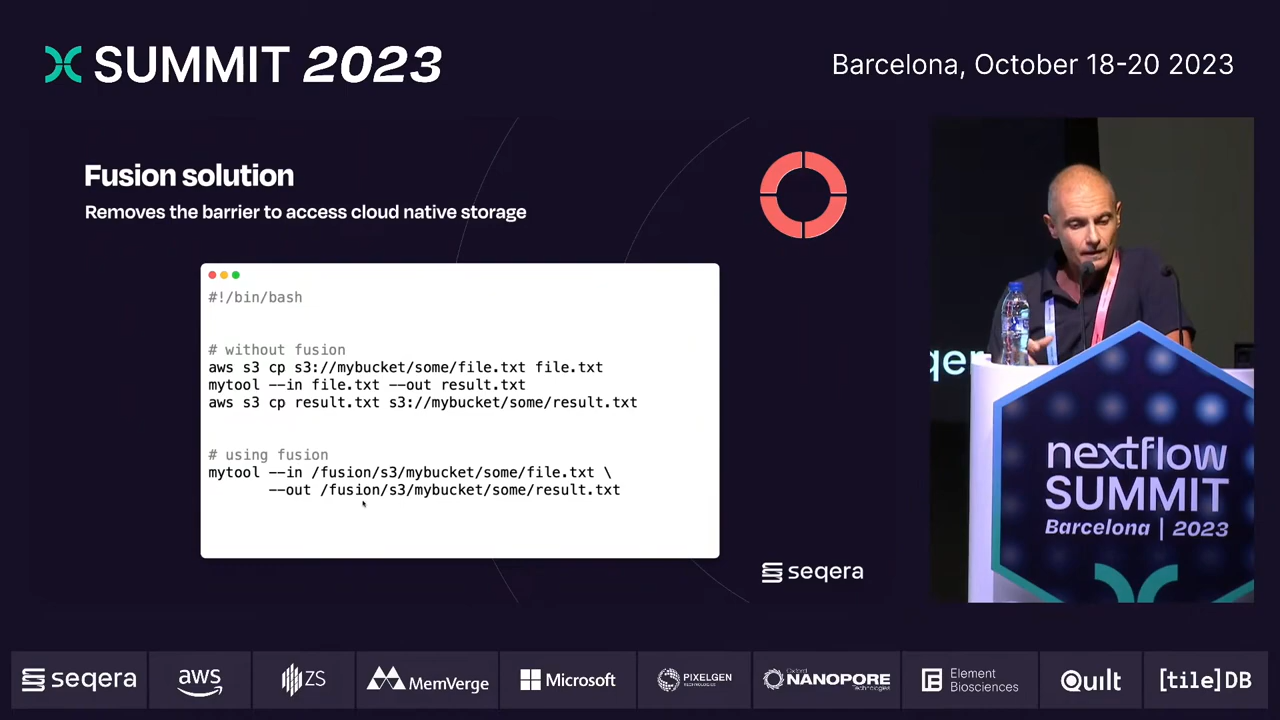 SUMMIT 2023
Barcelona, October 18-20 2023
Fusion solution
Removes the barrier to access cloud native storage
#!/bin/bash
# without fusion
aws s3 cp s3://mybucket/some/file.txt file.txt
mytool --in file.txt --out result.txt
aws s3 cp result.txt s3://mybucket/some/result.txt
# using fusion
mytool --in /fusion/s3/mybucket/some/file.txt \
--out /fusion/s3/mybucket/some/result.txt
seqera
qer
nextflow
SUMMIT
Barcelona | 2023
seqera
aws
ZS
MemVerge
Microsoft
PIXELGEN
TECHNOLOGIES
Oxford
NANOPORE
Technologies
Element
Biosciences
Quilt
[tile]DB